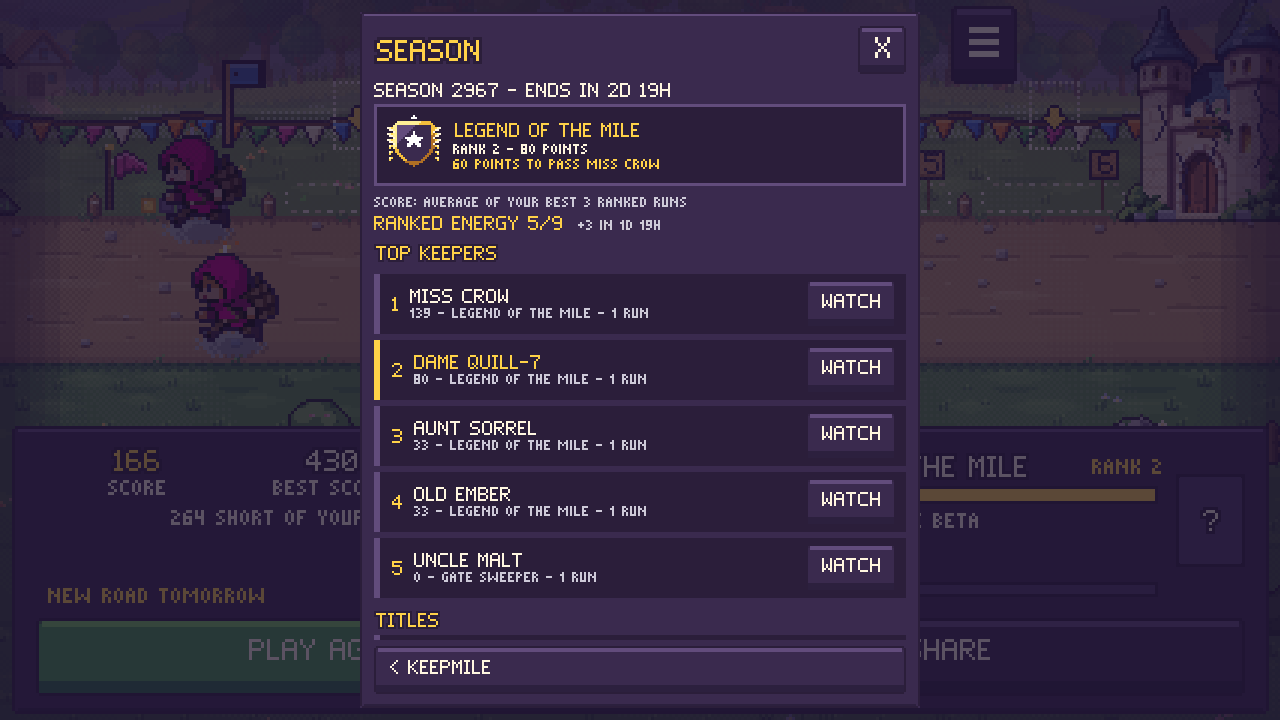 SEASON
X
SEASON 2967 - ENDS IN 2D 19H
LEGEND OF THE MILE
RANK 2 - 80 POINTS
60 POINTS TO PASS MISS CROW
SCORE: AVERAGE OF YOUR BEST 3 RANKED RUNS
RANKED ENERGY 5/9 +3 IN 1D 19H
TOP KEEPERS
1 MISS CROW
139 - LEGEND OF THE MILE - 1 RUN
WATCH
2 DAME QUILL-7
80 - LEGEND OF THE MILE - 1 RUN
WATCH
3 AUNT SORREL
33 - LEGEND OF THE MILE - 1 RUN
WATCH
4 OLD EMBER
33 - LEGEND OF THE MILE - 1 RUN
WATCH
5 UNCLE MALT
0 - GATE SWEEPER - 1 RUN
WATCH
TITLES
< KEEPMILE
5
6
166
SCORE
430
BEST SCO
264 SHORT OF YOUR
NEW ROAD TOMORROW
PLAY AG
THE MILE
RANK 2
BETA
?
SHARE